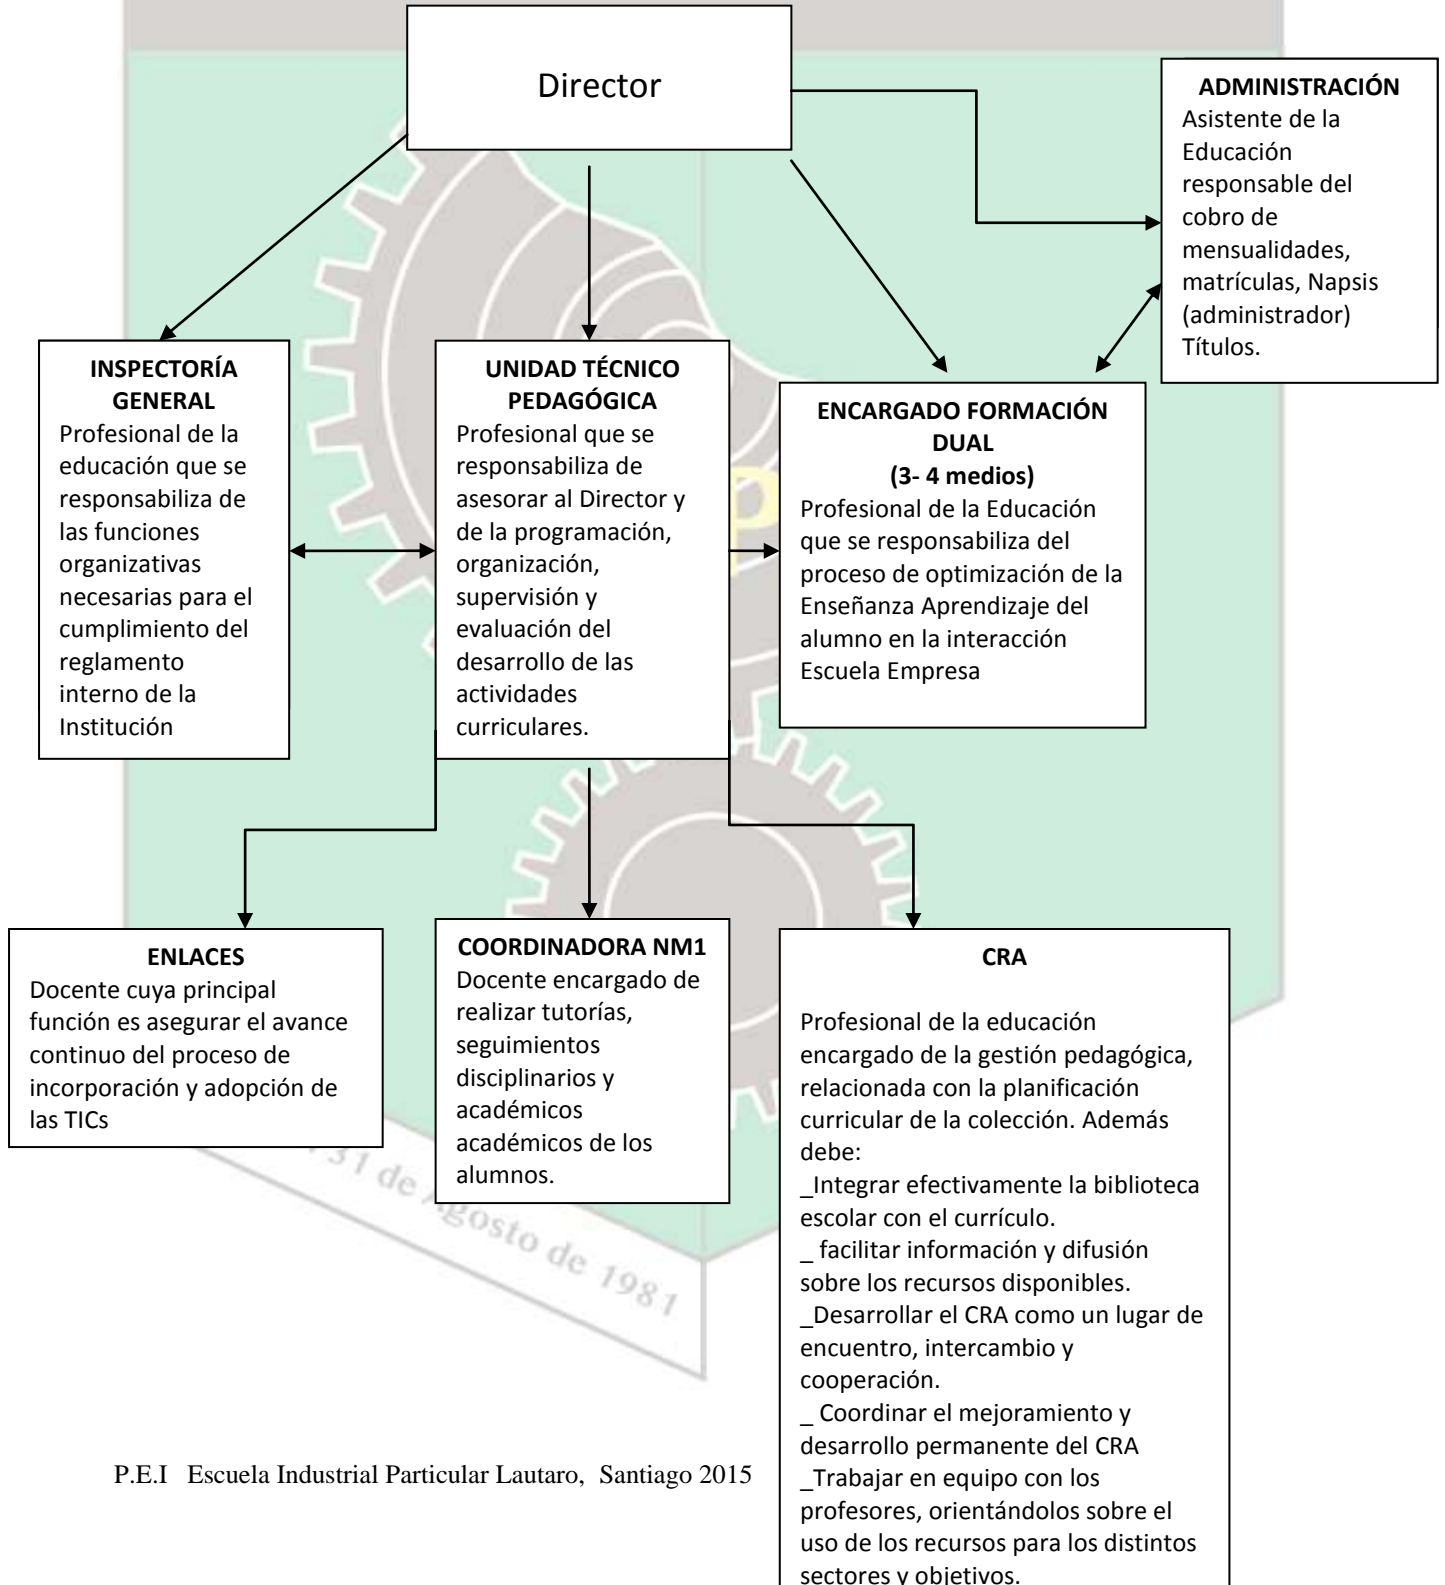 Director
ADMINISTRACIÓN
Asistente de la
Educación
responsable del
cobro de
mensualidades,
matrículas, Napsis
(administrador)
Títulos.
INSPECTORÍA
GENERAL
Profesional de la
educación que se
responsabiliza de
las funciones
organizativas
necesarias para el
cumplimiento del
reglamento
interno de la
Institución
UNIDAD TÉCNICO
PEDAGÓGICA
Profesional que se
responsabiliza de
asesorar al Director y
de la programación,
organización,
supervisión y
evaluación del
desarrollo de las
actividades
curriculares.
ENCARGADO FORMACIÓN
DUAL
(3- 4 medios)
Profesional de la Educación
que se responsabiliza del
proceso de optimización de la
Enseñanza Aprendizaje del
alumno en la interacción
Escuela Empresa
ENLACES
Docente cuya principal
función es asegurar el avance
continuo del proceso de
incorporación y adopción de
las TICs
COORDINADORA NM1
Docente encargado de
realizar tutorías,
seguimientos
disciplinarios y
académicos
académicos de los
alumnos.
CRA
Profesional de la educación
encargado de la gestión pedagógica,
relacionada con la planificación
curricular de la colección. Además
debe:
_Integrar efectivamente la biblioteca
escolar con el currículo.
_ facilitar información y difusión
sobre los recursos disponibles.
_Desarrollar el CRA como un lugar de
encuentro, intercambio y
cooperación.
_ Coordinar el mejoramiento y
desarrollo permanente del CRA
_Trabajar en equipo con los
profesores, orientándolos sobre el
uso de los recursos para los distintos
sectores y objetivos.
31 de Agosto de 1981
P.E.I Escuela Industrial Particular Lautaro, Santiago 2015